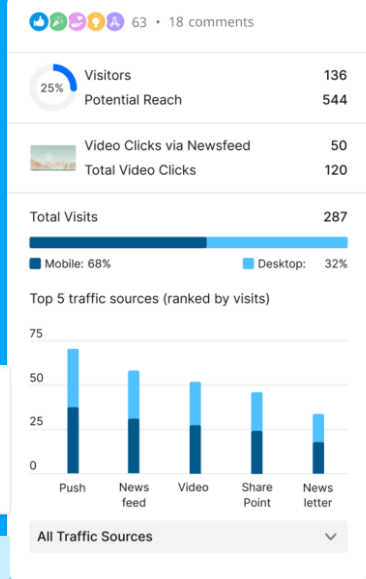 63 • 18 comments
25%
Visitors 136
Potential Reach 544
Video Clicks via Newsfeed 50
Total Video Clicks 120
Total Visits 287
Mobile: 68% Desktop: 32%
Top 5 traffic sources (ranked by visits)
75
50
25
0
Push News Video Share News
feed Point letter
All Traffic Sources